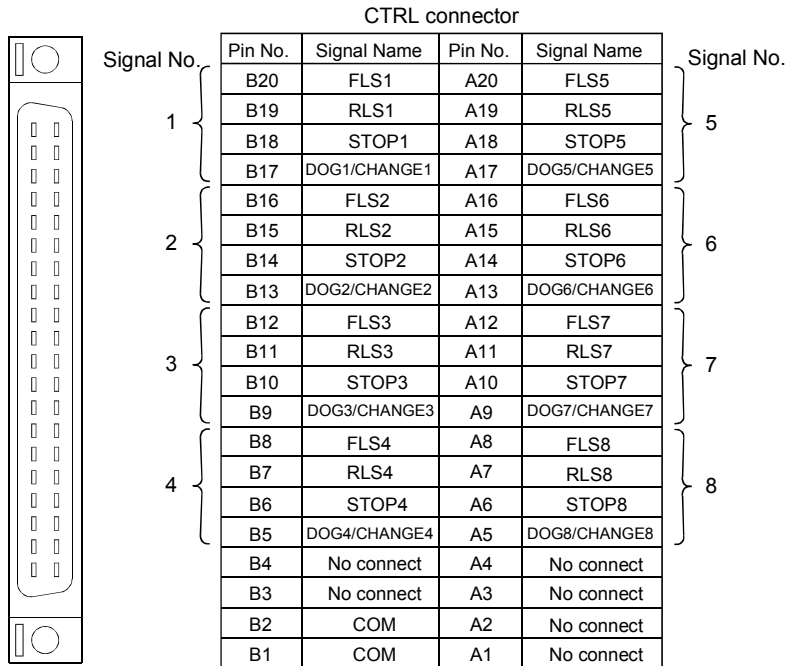 CTRL connector
Signal No. Pin No. Signal Name Pin No. Signal Name Signal No.
B20 FLS1 A20 FLS5
B19 RLS1 A19 RLS5
1 5
B18 STOP1 A18 STOP5
B17 DOG1/CHANGE1 A17 DOG5/CHANGE5
B16 FLS2 A16 FLS6
B15 RLS2 A15 RLS6
2 6
B14 STOP2 A14 STOP6
B13 DOG2/CHANGE2 A13 DOG6/CHANGE6
B12 FLS3 A12 FLS7
B11 RLS3 A11 RLS7
3 7
B10 STOP3 A10 STOP7
B9 DOG3/CHANGE3 A9 DOG7/CHANGE7
B8 FLS4 A8 FLS8
B7 RLS4 A7 RLS8
4 8
B6 STOP4 A6 STOP8
B5 DOG4/CHANGE4 A5 DOG8/CHANGE8
B4 No connect A4 No connect
B3 No connect A3 No connect
B2 COM A2 No connect
B1 COM A1 No connect